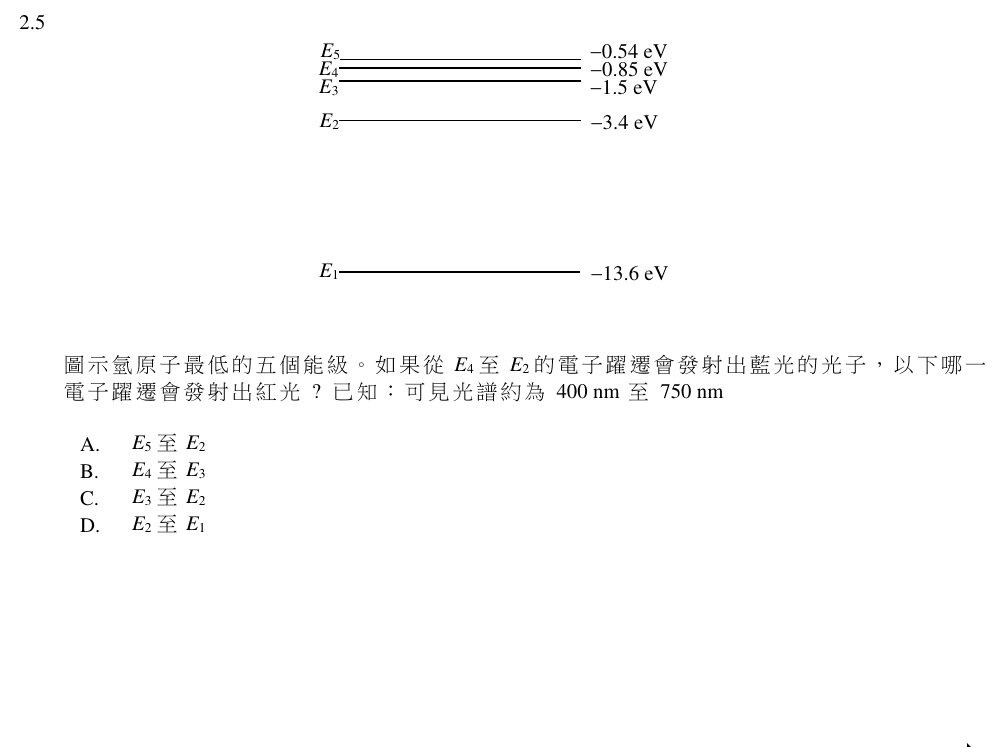 2.5
E5 –0.54 eV
E4 –0.85 eV
E3 –1.5 eV
E2 –3.4 eV
E1 –13.6 eV
圖示氫原子最低的五個能級。如果從 E4 至 E2 的電子躍遷會發射出藍光的光子，以下哪一
電子躍遷會發射出紅光 ? 已知：可見光譜約為 400 nm 至 750 nm
A. E5 至 E2
B. E4 至 E3
C. E3 至 E2
D. E2 至 E1